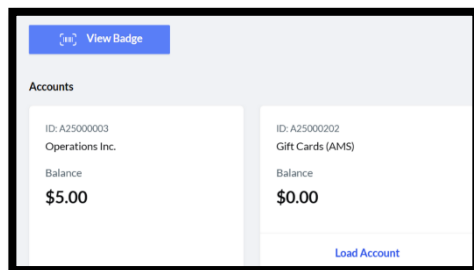 View Badge
Accounts
ID: A25000003
Operations Inc.
Balance
$5.00
ID: A25000202
Gift Cards (AMS)
Balance
$0.00
Load Account